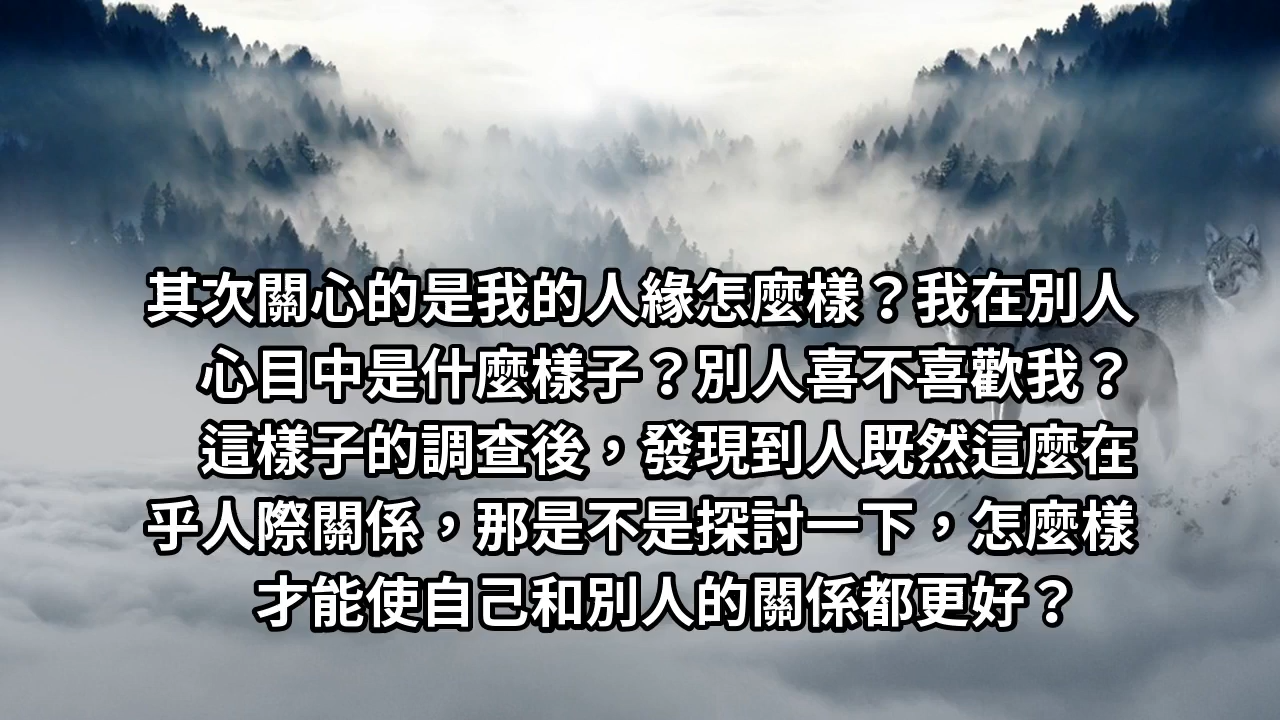 其次關心的是我的人緣怎麼樣？我在別人
心目中是什麼樣子？別人喜不喜歡我？
這樣子的調查後，發現到人既然這麼在
乎人際關係，那是不是探討一下，怎麼樣
才能使自己和別人的關係都更好？